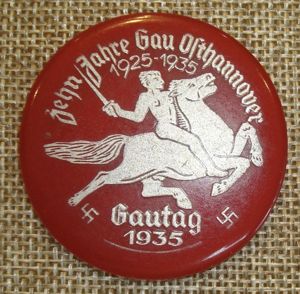 Zehn Jahre Gau Osthannover
1925-1935
Gautag
1935